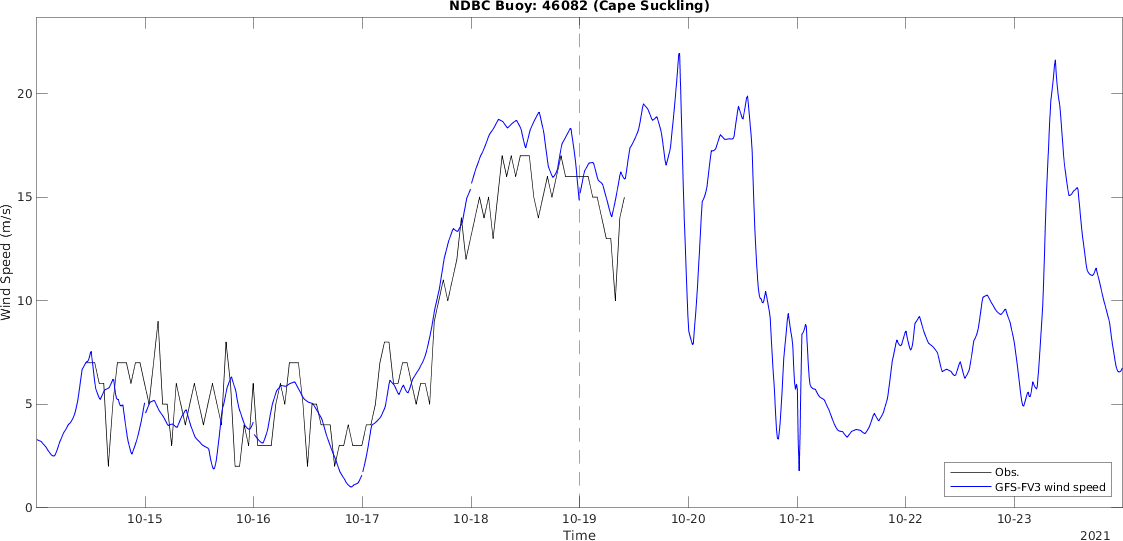 NDBC Buoy: 46082 (Cape Suckling)
Wind Speed (m/s)
20
15
10
5
0
10-15 10-16 10-17 10-18 10-19 10-20 10-21 10-22 10-23
Time
2021
Obs.
GFS-FV3 wind speed